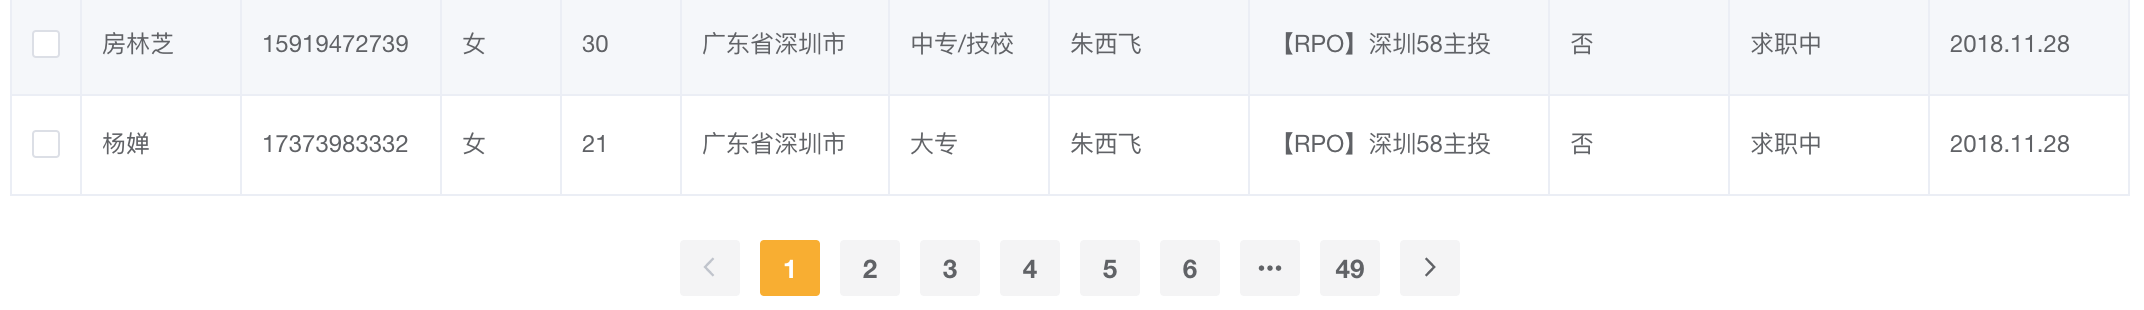 房林芝 15919472739 女 30 广东省深圳市 中专/技校 朱西飞 【RPO】深圳58主投 否 求职中 2018.11.28
杨婵 17373983332 女 21 广东省深圳市 大专 朱西飞 【RPO】深圳58主投 否 求职中 2018.11.28
1 2 3 4 5 6 ••• 49